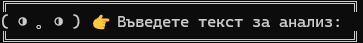 ( ◑ 。 ◑ ) 👉 Въведете текст за анализ: